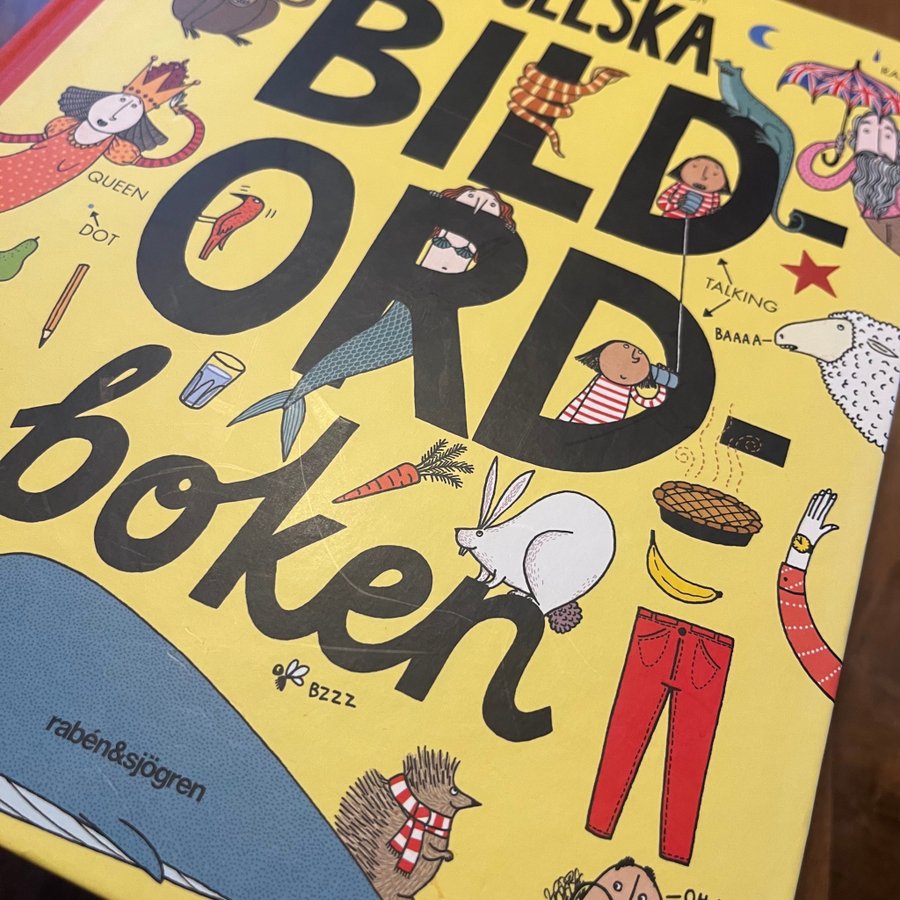 ELSKA
BILD-
QUEEN
DOT
ORD-
TALKING
BAAAA—
boken
BZZZ
rabén&sjögren